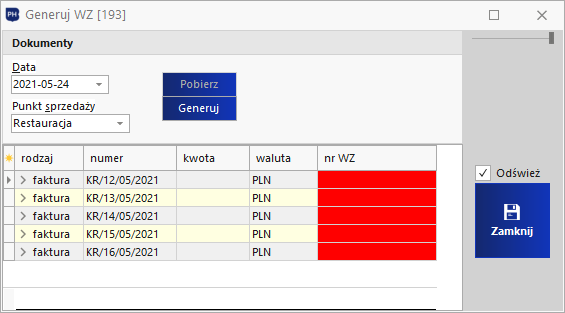 PH Generuj WZ [193]
Dokumenty
Data
2021-05-24
Pobierz
Punkt sprzedaży
Generuj
Restauracja
rodzaj numer kwota waluta nr WZ
faktura KR/12/05/2021 PLN
faktura KR/13/05/2021 PLN
faktura KR/14/05/2021 PLN
faktura KR/15/05/2021 PLN
faktura KR/16/05/2021 PLN
Odśwież
Zamknij